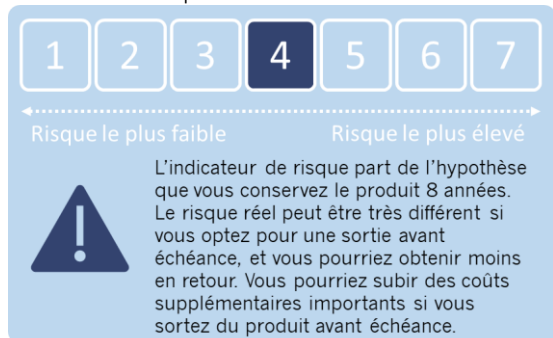 1 2 3 4 5 6 7
Risque le plus faible Risque le plus élevé
L'indicateur de risque part de l'hypothèse
que vous conservez le produit 8 années.
Le risque réel peut être très différent si
vous optez pour une sortie avant
échéance, et vous pourriez obtenir moins
en retour. Vous pourriez subir des coûts
supplémentaires importants si vous
sortez du produit avant échéance.